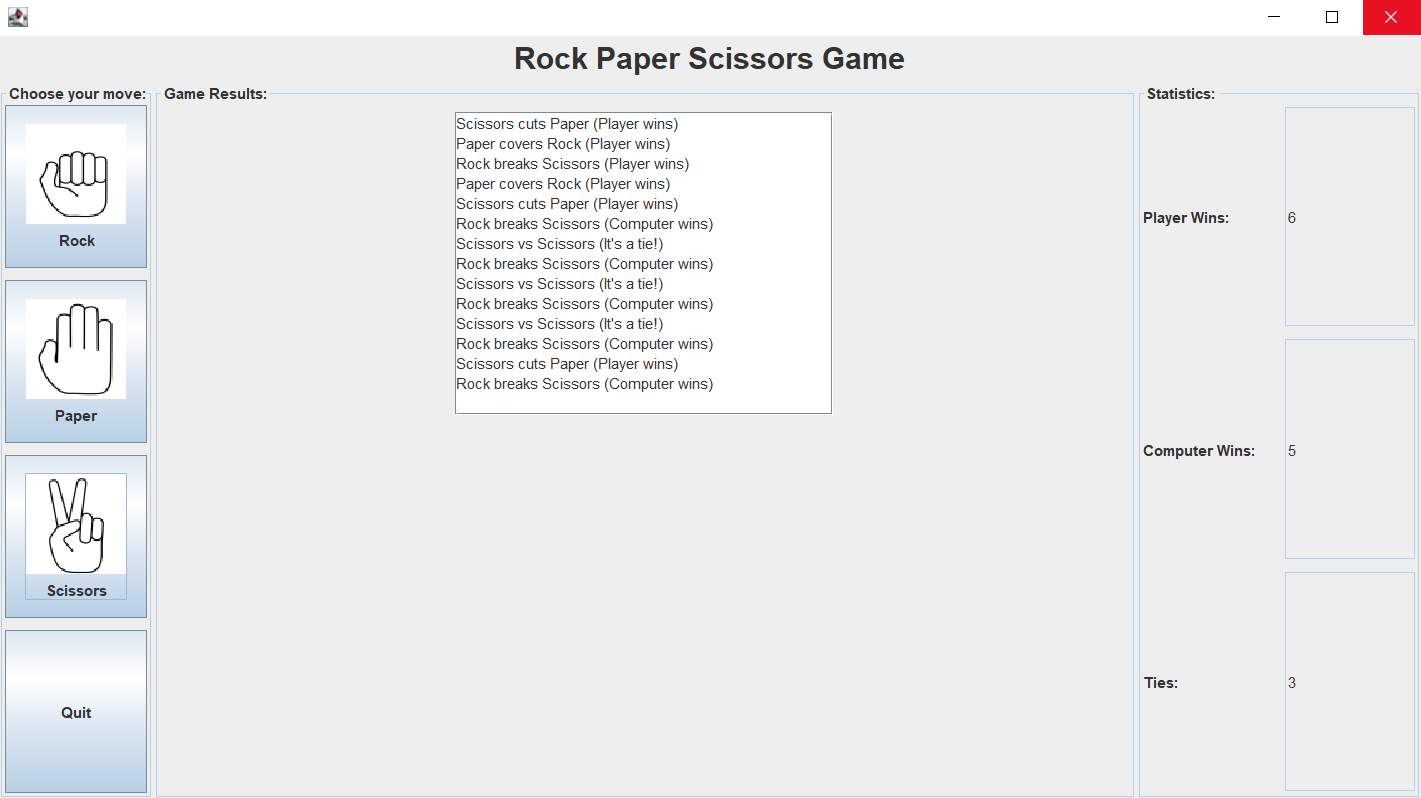 Rock Paper Scissors Game
Choose your move:
Rock
Paper
Scissors
Quit
Game Results:
Scissors cuts Paper (Player wins)
Paper covers Rock (Player wins)
Rock breaks Scissors (Player wins)
Paper covers Rock (Player wins)
Scissors cuts Paper (Player wins)
Rock breaks Scissors (Computer wins)
Scissors vs Scissors (It's a tie!)
Rock breaks Scissors (Computer wins)
Scissors vs Scissors (It's a tie!)
Rock breaks Scissors (Computer wins)
Scissors vs Scissors (It's a tie!)
Rock breaks Scissors (Computer wins)
Scissors cuts Paper (Player wins)
Rock breaks Scissors (Computer wins)
Statistics:
Player Wins: 6
Computer Wins: 5
Ties: 3